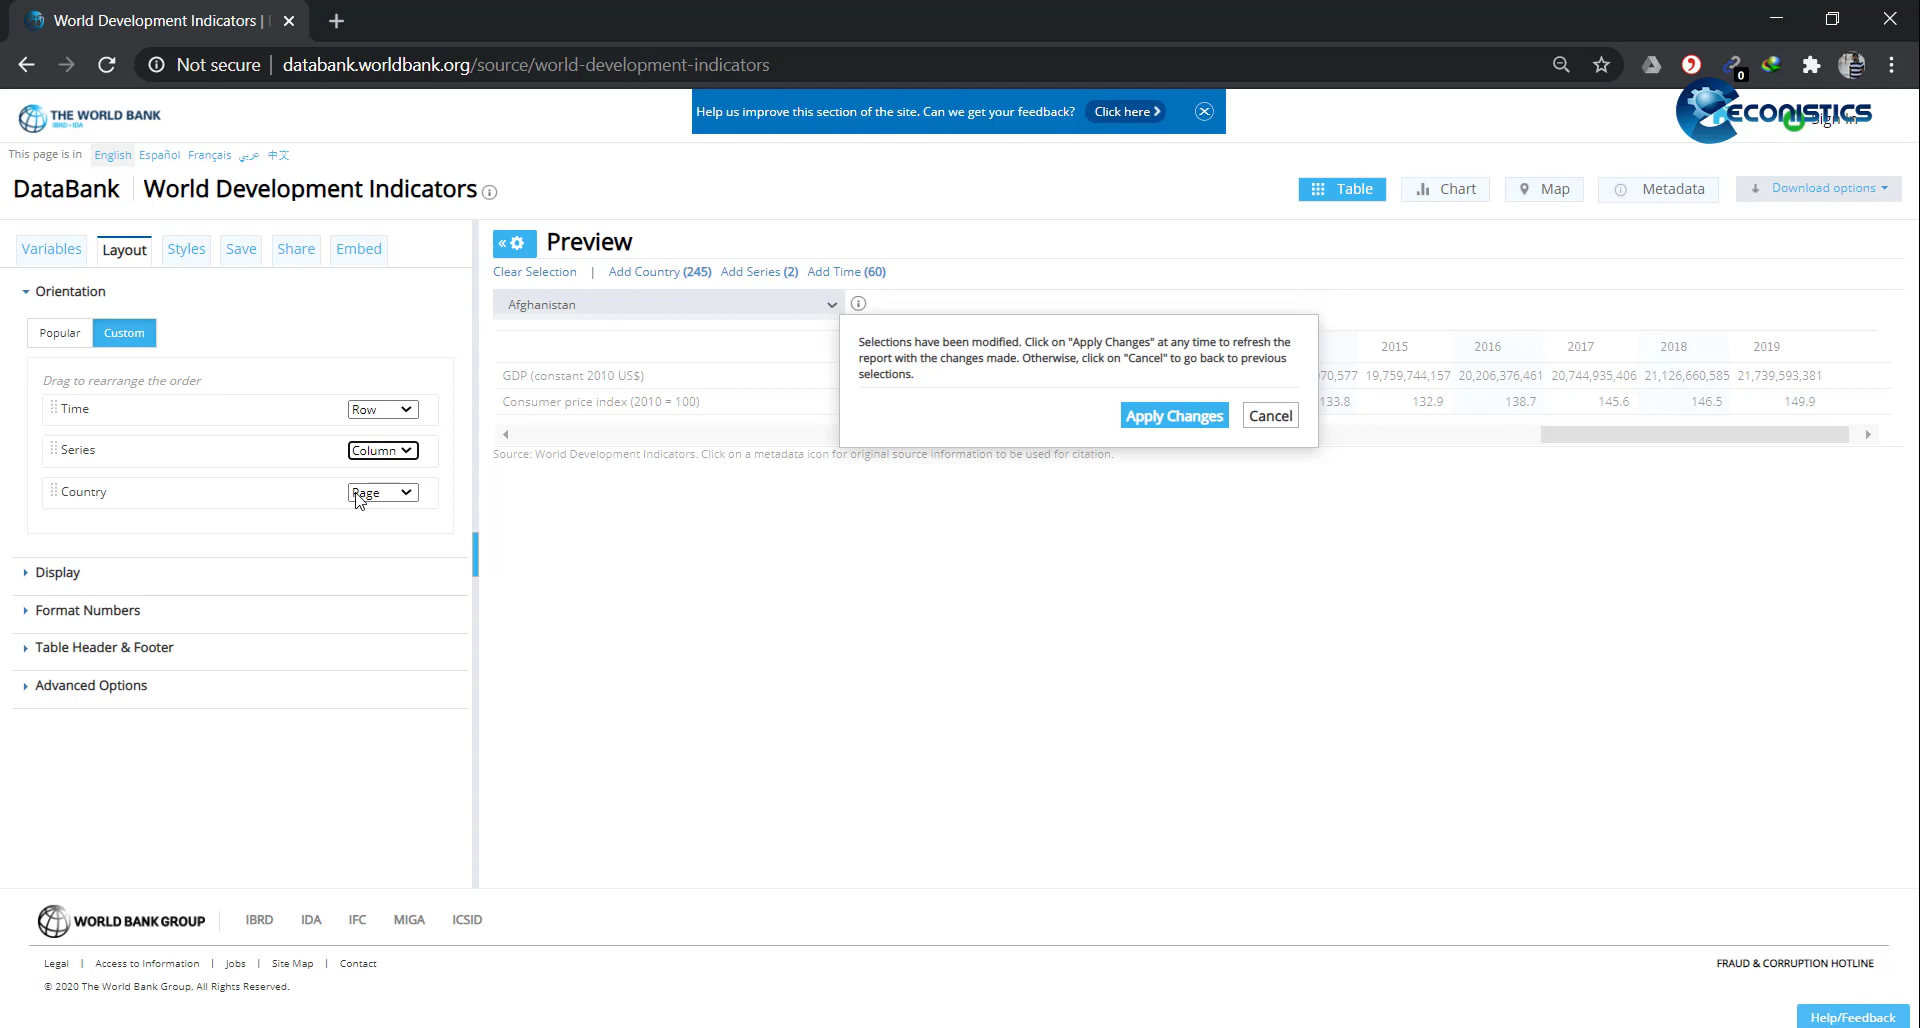 World Development Indicators |
Not secure | databank.worldbank.org/source/world-development-indicators
0
THE WORLD BANK
IBRD • IDA
Help us improve this section of the site. Can we get your feedback? Click here
ECONISTICS
Sign In
This page is in English Español Français عربي 中文
DataBank World Development Indicators
Table Chart Map Metadata Download options
Variables Layout Styles Save Share Embed
« Preview
Clear Selection | Add Country (245) Add Series (2) Add Time (60)
Orientation
Afghanistan
Popular Custom
Selections have been modified. Click on "Apply Changes" at any time to refresh the
report with the changes made. Otherwise, click on "Cancel" to go back to previous
selections.
Apply Changes Cancel
2015 2016 2017 2018 2019
GDP (constant 2010 US$) 70,577 19,759,744,157 20,206,376,461 20,744,935,406 21,126,660,585 21,739,593,381
Consumer price index (2010 = 100) 133.8 132.9 138.7 145.6 146.5 149.9
Source: World Development Indicators. Click on a metadata icon for original source information to be used for citation.
Drag to rearrange the order
Time Row
Series Column
Country Page
Display
Format Numbers
Table Header & Footer
Advanced Options
WORLD BANK GROUP IBRD IDA IFC MIGA ICSID
Legal | Access to Information | Jobs | Site Map | Contact
FRAUD & CORRUPTION HOTLINE
© 2020 The World Bank Group, All Rights Reserved.
Help/Feedback